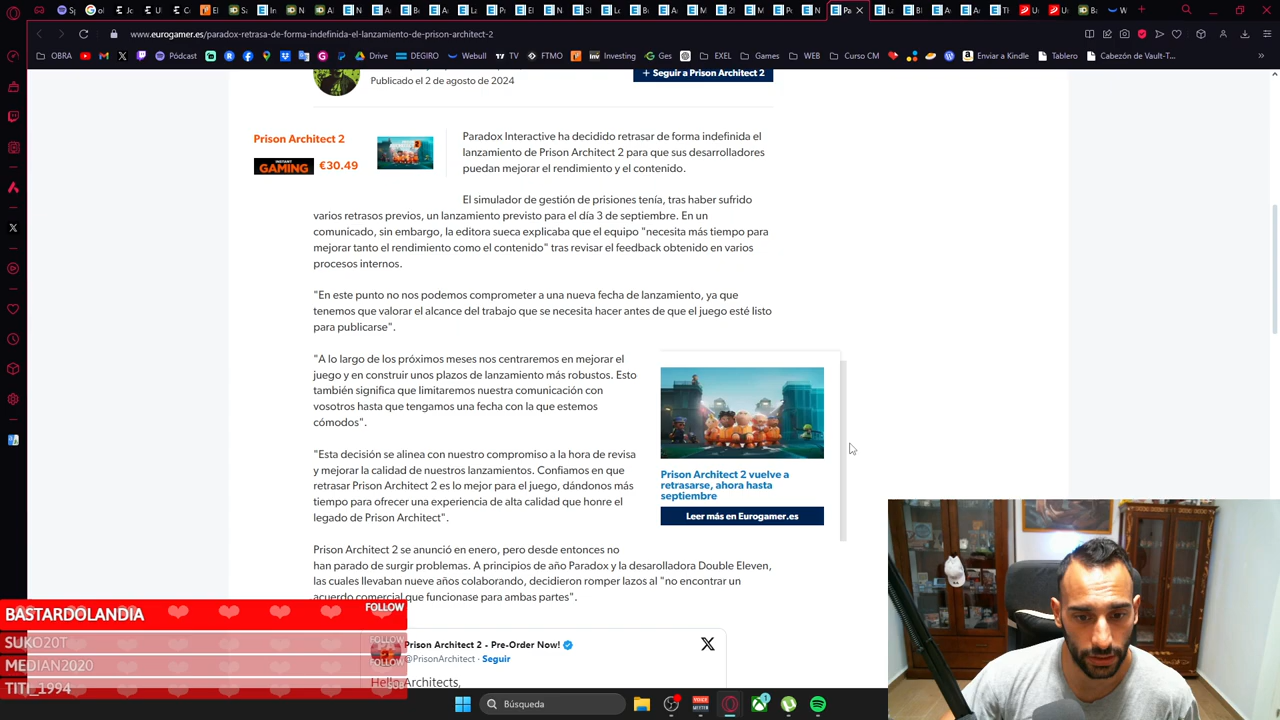 www.eurogamer.es/paradox-retrasa-de-forma-indefinida-el-lanzamiento-de-prison-architect-2
OBRA
Pódcast
Drive
DEGIRO
Webull
TV
FTMO
Investing
Ges
EXEL
Games
WEB
Curso CM
Enviar a Kindle
Tablero
Cabezón de Vault-T...
Publicado el 2 de agosto de 2024
+ Seguir a Prison Architect 2
Prison Architect 2
INSTANT GAMING €30.49
Paradox Interactive ha decidido retrasar de forma indefinida el
lanzamiento de Prison Architect 2 para que sus desarrolladores
puedan mejorar el rendimiento y el contenido.
El simulador de gestión de prisiones tenía, tras haber sufrido
varios retrasos previos, un lanzamiento previsto para el día 3 de septiembre. En un
comunicado, sin embargo, la editora sueca explicaba que el equipo "necesita más tiempo para
mejorar tanto el rendimiento como el contenido" tras revisar el feedback obtenido en varios
procesos internos.
"En este punto no nos podemos comprometer a una nueva fecha de lanzamiento, ya que
tenemos que valorar el alcance del trabajo que se necesita hacer antes de que el juego esté listo
para publicarse".
"A lo largo de los próximos meses nos centraremos en mejorar el
juego y en construir unos plazos de lanzamiento más robustos. Esto
también significa que limitaremos nuestra comunicación con
vosotros hasta que tengamos una fecha con la que estemos
cómodos".
"Esta decisión se alinea con nuestro compromiso a la hora de revisa
y mejorar la calidad de nuestros lanzamientos. Confiamos en que
retrasar Prison Architect 2 es lo mejor para el juego, dándonos más
tiempo para ofrecer una experiencia de alta calidad que honre el
legado de Prison Architect".
Prison Architect 2 vuelve a
retrasarse, ahora hasta
septiembre
Leer más en Eurogamer.es
Prison Architect 2 se anunció en enero, pero desde entonces no
han parado de surgir problemas. A principios de año Paradox y la desarolladora Double Eleven,
las cuales llevaban nueve años colaborando, decidieron romper lazos al "no encontrar un
acuerdo comercial que funcionase para ambas partes".
Prison Architect 2 - Pre-Order Now!
@PrisonArchitect · Seguir
Hello Architects,
BASTARDOLANDIA FOLLOW
SUKO20T FOLLOW
MEDIAN2020 FOLLOW
TITI_1994
Búsqueda